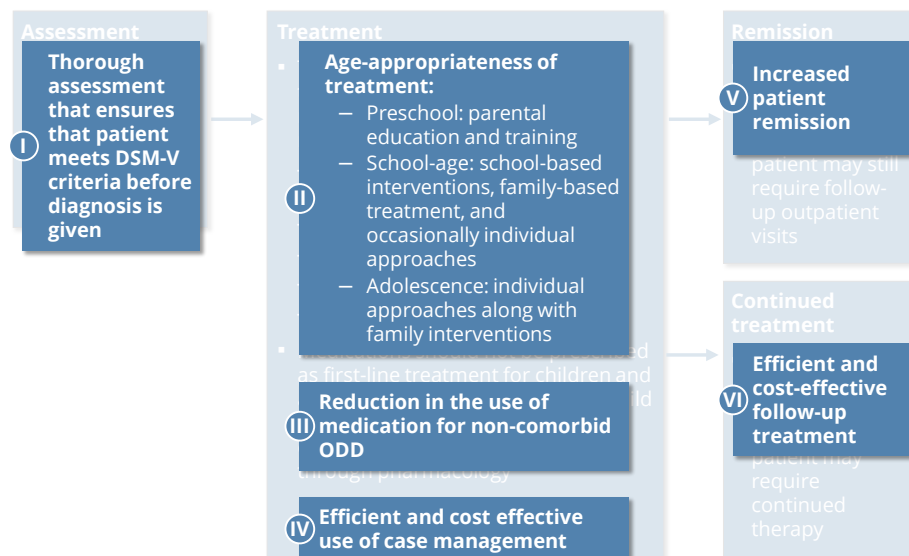 Assessment
Thorough
assessment
that ensures
that patient
I
meets DSM-V
criteria before
diagnosis is
given
Treatment
Age-appropriateness of
treatment:
– Preschool: parental
education and training
– School-age: school-based
interventions, family-based
II
treatment, and
occasionally individual
approaches
– Adolescence: individual
approaches along with
family interventions
as first-line treatment for children and
Reduction in the use of
III medication for non-comorbid
ODD
through pharmacology
IV Efficient and cost effective
use of case management
Remission
Increased
V patient
remission
patient may still
require follow-
up outpatient
visits
Continued
treatment
Efficient and
cost-effective
VI follow-up
treatment
patient may
require
continued
therapy